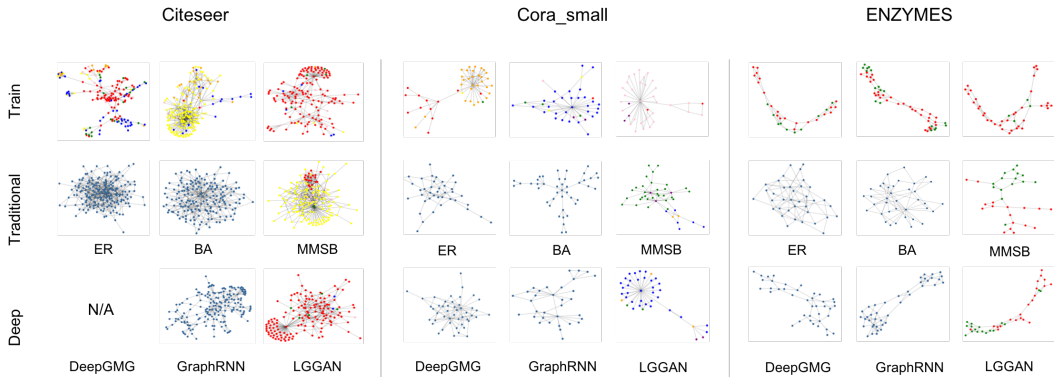 Citeseer Cora_small ENZYMES
Train
Traditional
ER BA MMSB ER BA MMSB ER BA MMSB
Deep
N/A
DeepGMG GraphRNN LGGAN DeepGMG GraphRNN LGGAN DeepGMG GraphRNN LGGAN